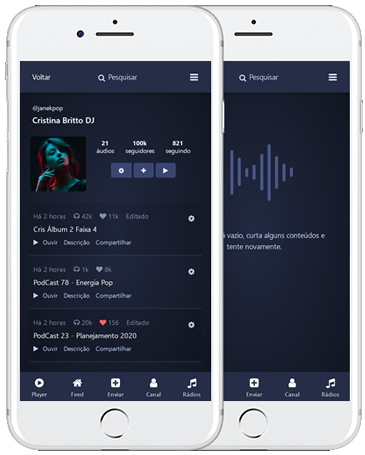 Voltar Pesquisar
@janekpop
Cristina Britto DJ
21 100k 821
áudios seguidores seguindo
Há 2 horas 42k 11k Editado
Cris Álbum 2 Faixa 4
Ouvir Descrição Compartilhar
Há 2 horas 1k 8k
PodCast 78 · Energia Pop
Ouvir Descrição Compartilhar
Há 2 horas 20k 156 Editado
PodCast 23 · Planejamento 2020
Ouvir Descrição Compartilhar
Player Feed Enviar Canal Rádios
Pesquisar
vazio, curta alguns conteúdos e
tente novamente.
Enviar Canal Rádios